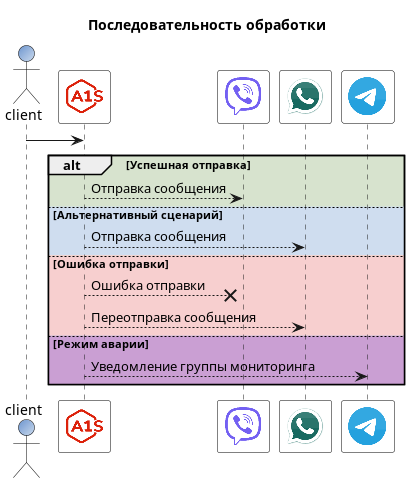 Последовательность обработки
client
A1S
alt [Успешная отправка]
Отправка сообщения
[Альтернативный сценарий]
Отправка сообщения
[Ошибка отправки]
Ошибка отправки
Переотправка сообщения
[Режим аварии]
Уведомление группы мониторинга
client
A1S